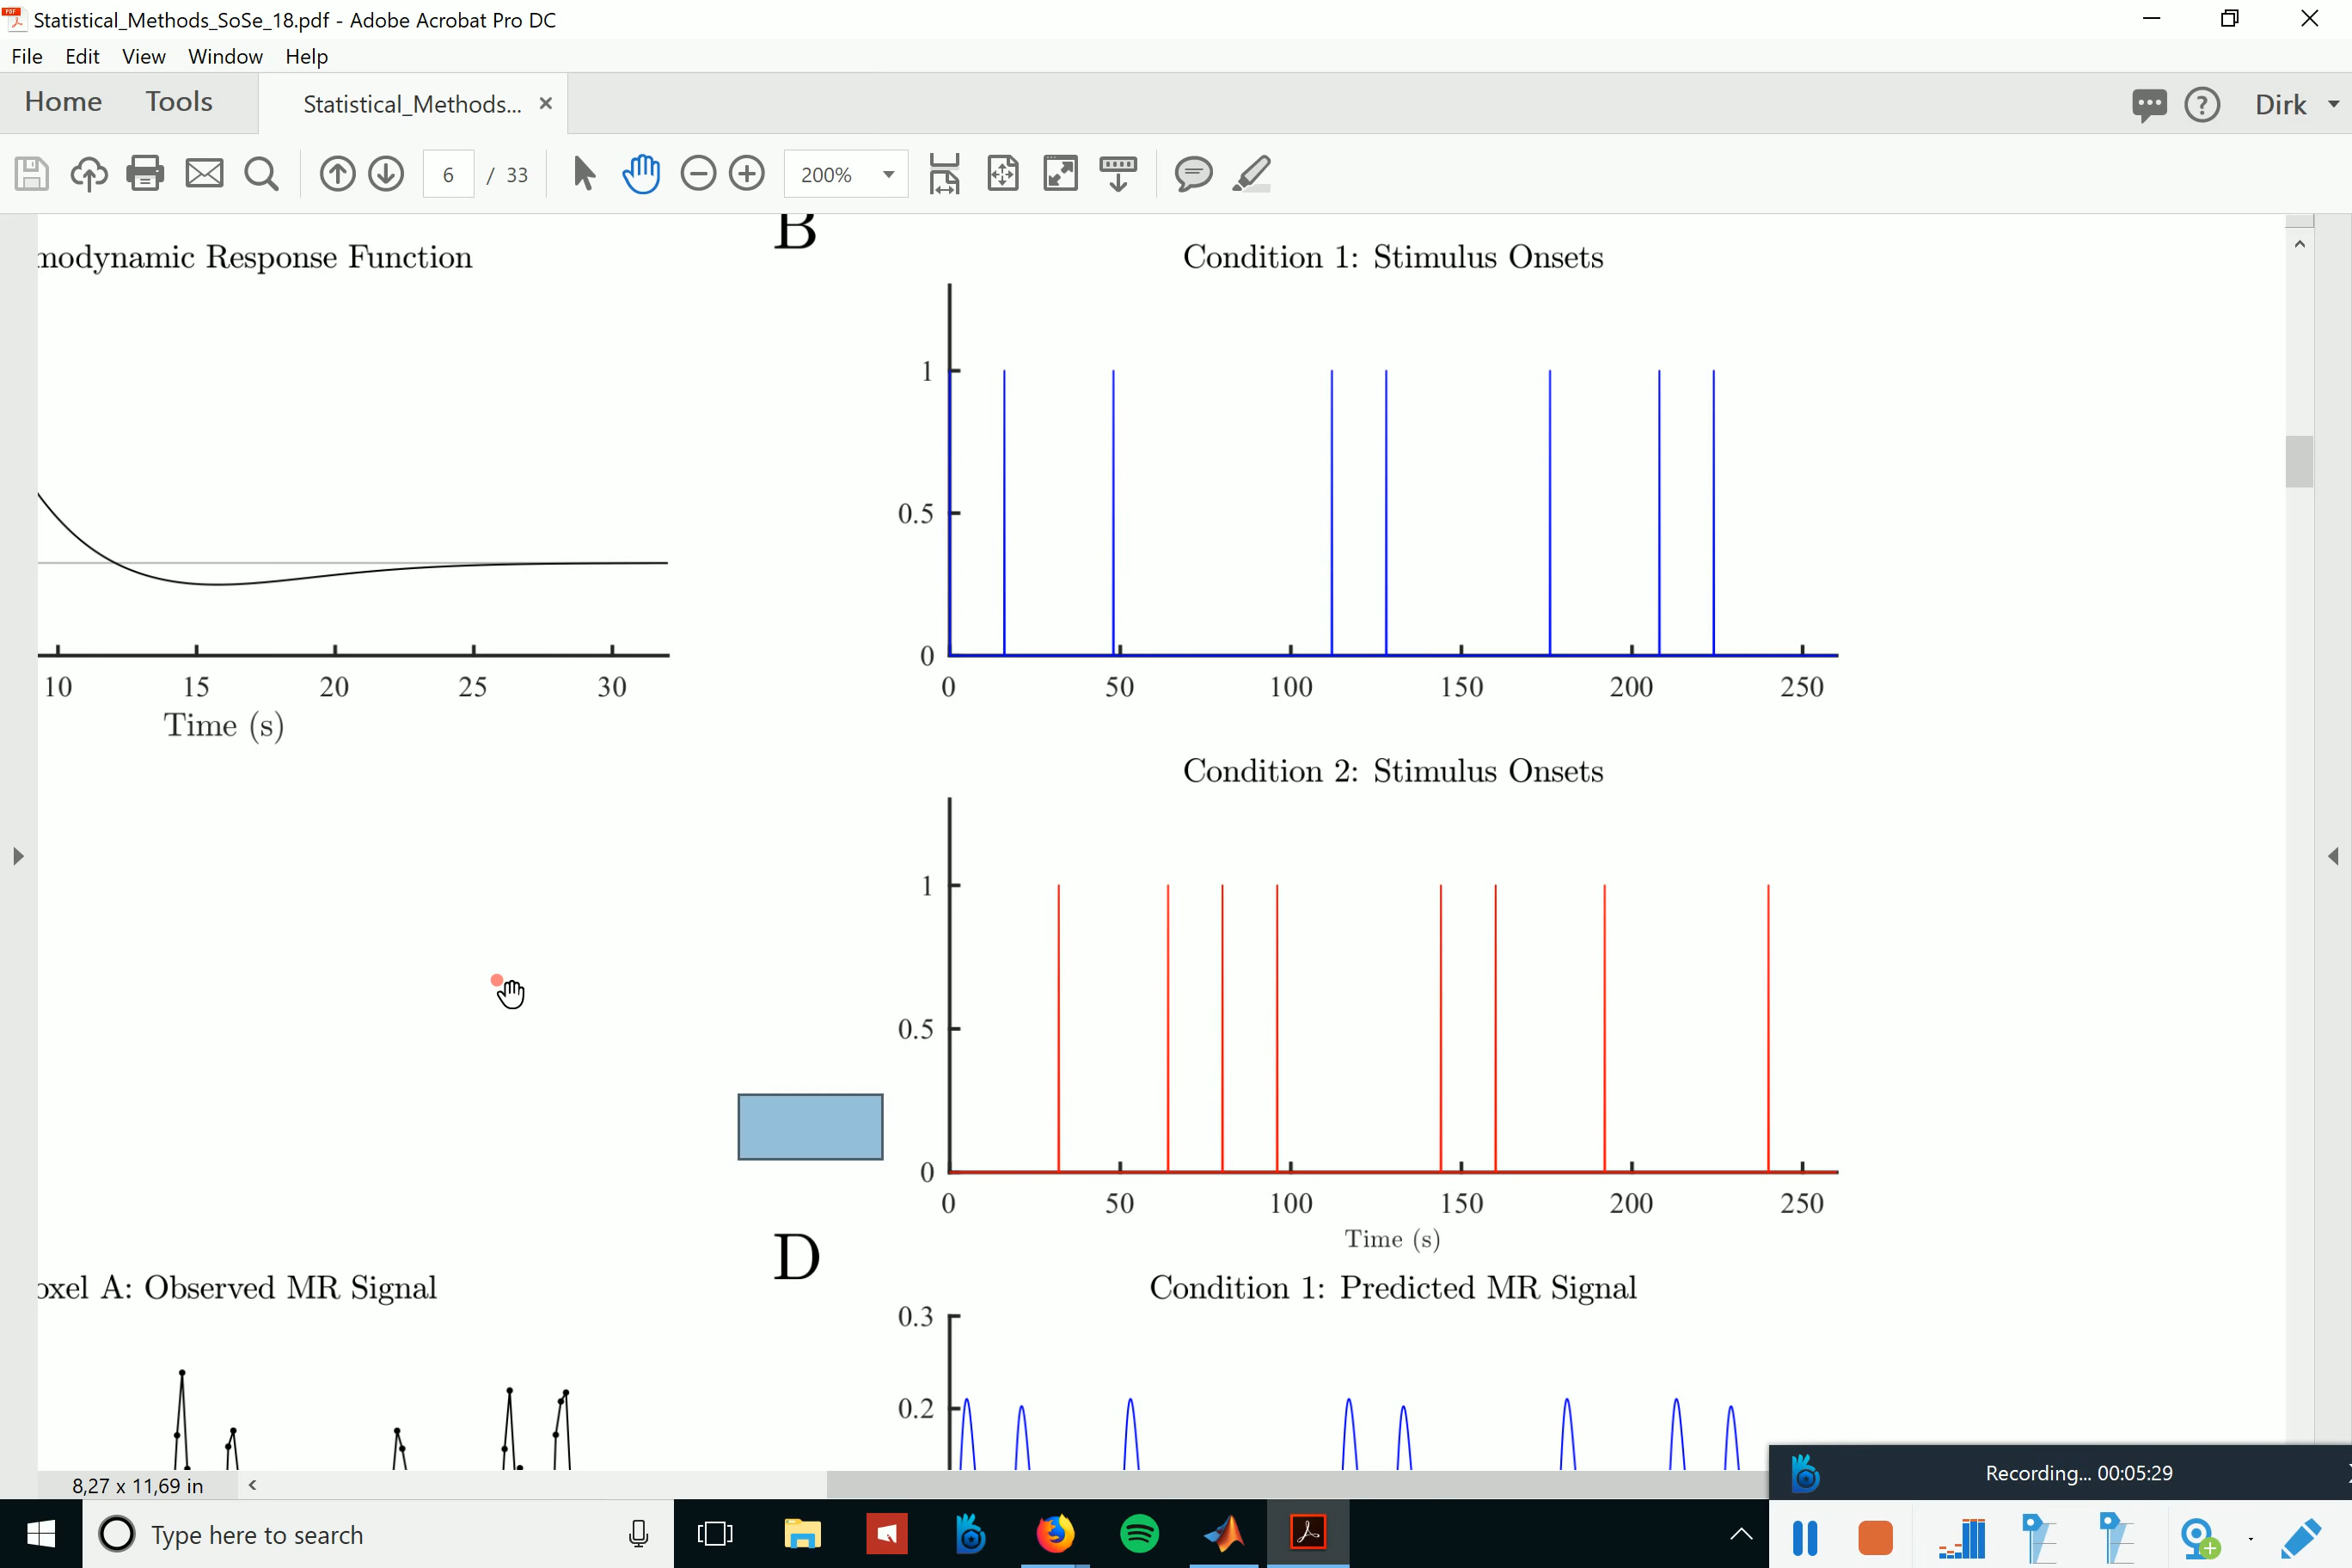 Statistical_Methods_SoSe_18.pdf - Adobe Acrobat Pro DC
File Edit View Window Help
Home Tools Statistical_Methods... Dirk
6 / 33 200%
B
modynamic Response Function
Condition 1: Stimulus Onsets
1
0.5
0
10 15 20 25 30
0 50 100 150 200 250
Time (s)
Condition 2: Stimulus Onsets
1
0.5
0
0 50 100 150 200 250
Time (s)
D
oxel A: Observed MR Signal
Condition 1: Predicted MR Signal
0.3
0.2
8,27 x 11,69 in
Recording... 00:05:29
Type here to search